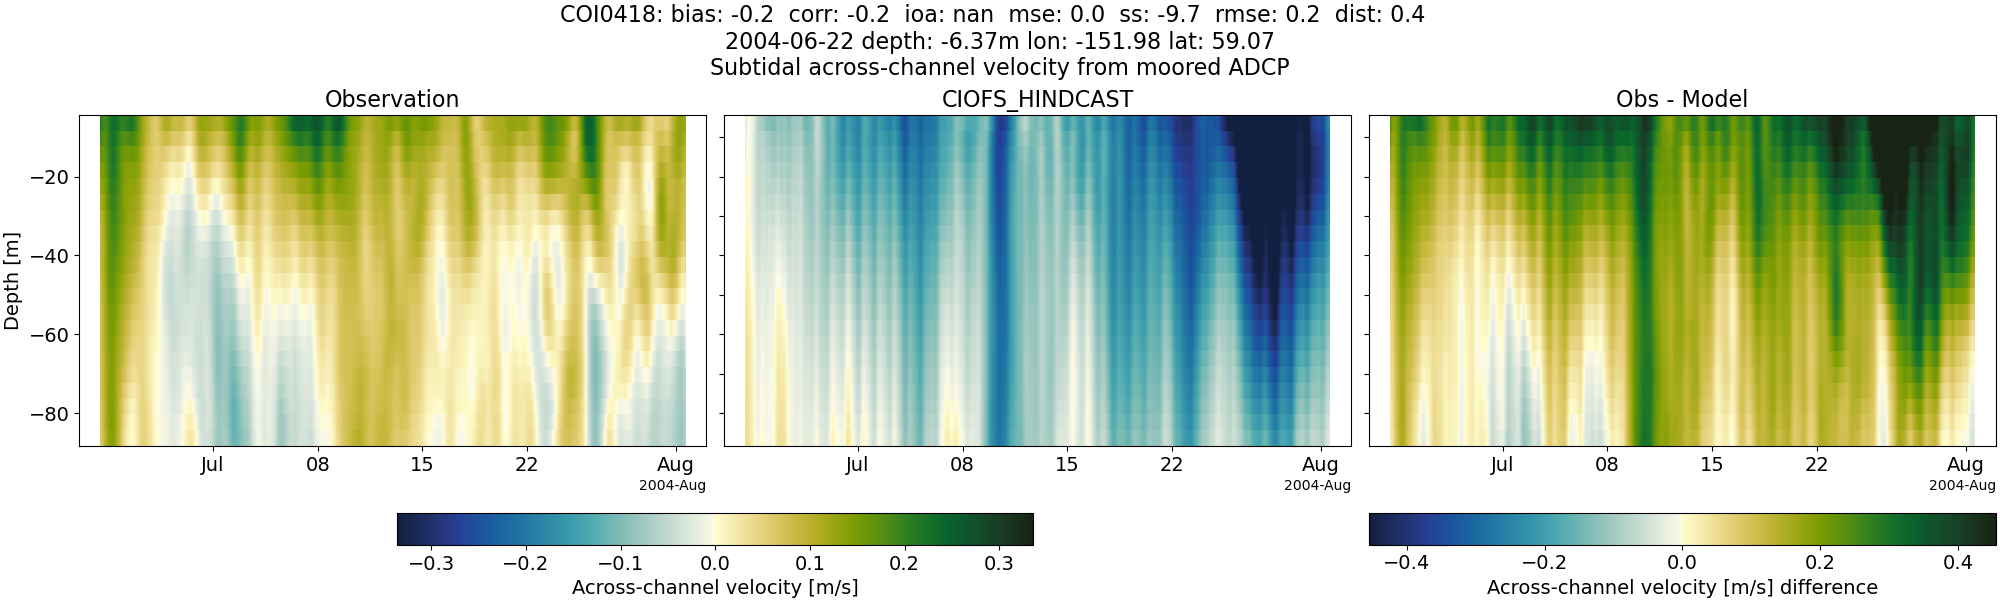 COI0418: bias: -0.2  corr: -0.2  ioa: nan  mse: 0.0  ss: -9.7  rmse: 0.2  dist: 0.4
2004-06-22 depth: -6.37m lon: -151.98 lat: 59.07
Subtidal across-channel velocity from moored ADCP
Observation
CIOFS_HINDCAST
Obs - Model
Depth [m]
−20
−40
−60
−80
Jul 08 15 22 Aug
2004-Aug
Jul 08 15 22 Aug
2004-Aug
Jul 08 15 22 Aug
2004-Aug
−0.3 −0.2 −0.1 0.0 0.1 0.2 0.3
Across-channel velocity [m/s]
−0.4 −0.2 0.0 0.2 0.4
Across-channel velocity [m/s] difference